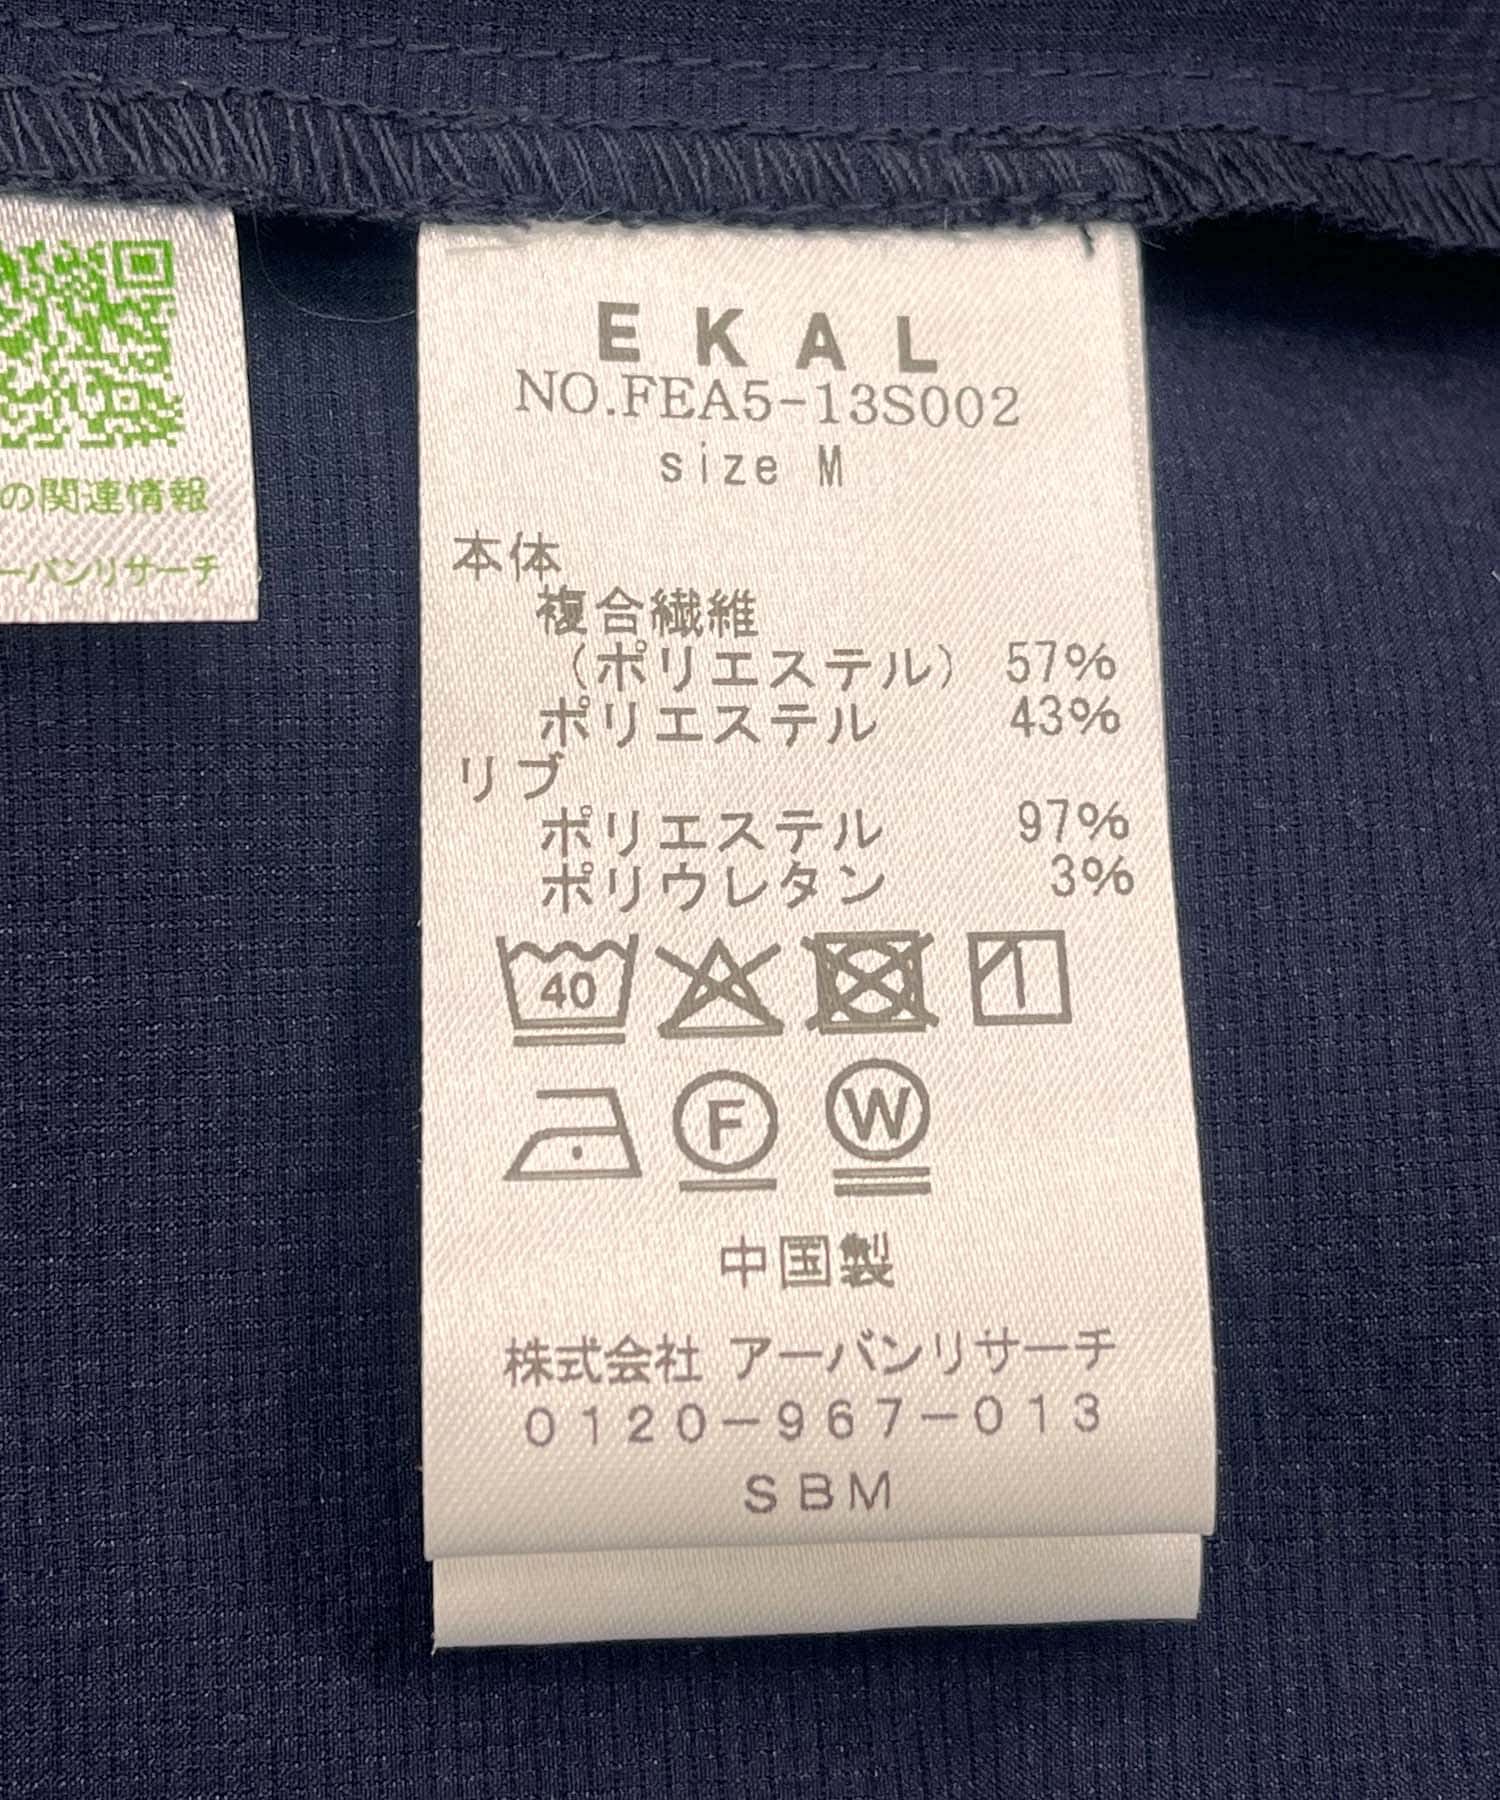 の関連情報
ーバンリサーチ
EKAL
NO.FEA5-13S002
size M
本体
複合繊維
（ポリエステル） 57%
ポリエステル 43%
リブ
ポリエステル 97%
ポリウレタン 3%
40
F W
中国製
株式会社 アーバンリサーチ
0120-967-013
SBM